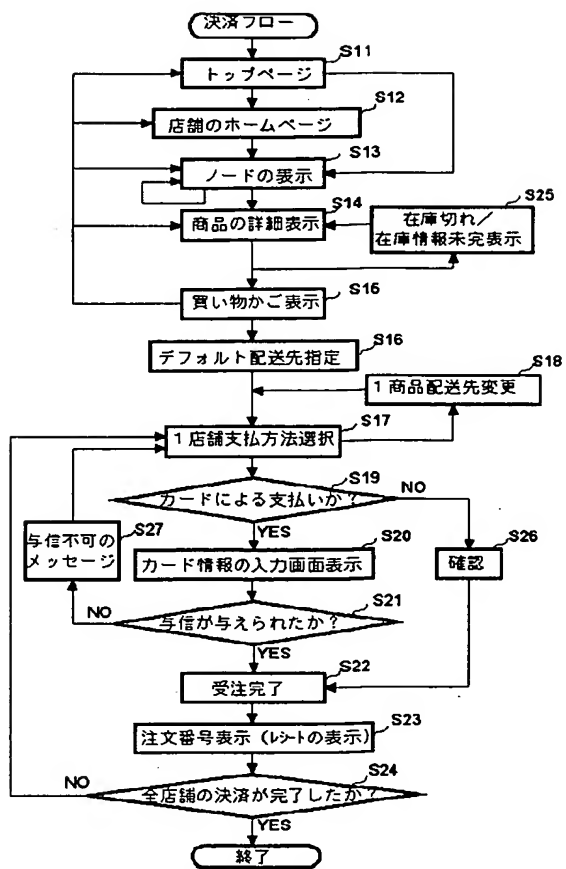 決済フロー
S11
トップページ
S12
店舗のホームページ
S13
ノードの表示
S14
商品の詳細表示
S25
在庫切れ/
在庫情報未完表示
S15
買い物かご表示
S16
デフォルト配送先指定
S18
1商品配送先変更
S17
1店舗支払方法選択
S19
カードによる支払いか?
NO
YES
S27
与信不可の
メッセージ
S20
カード情報の入力画面表示
S26
確認
S21
与信が与えられたか?
NO
YES
S22
受注完了
S23
注文番号表示(レシートの表示)
S24
全店舗の決済が完了したか?
NO
YES
終了